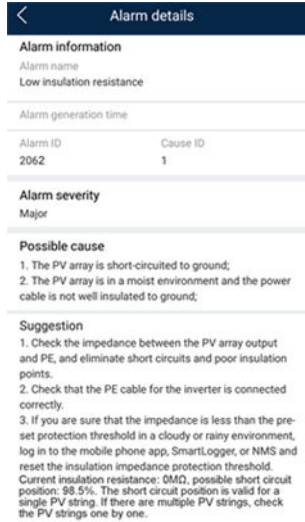 Alarm details
Alarm information
Alarm name
Low insulation resistance
Alarm generation time
Alarm ID
Cause ID
2062
1
Alarm severity
Major
Possible cause
1. The PV array is short-circuited to ground;
2. The PV array is in a moist environment and the power
cable is not well insulated to ground;
Suggestion
1. Check the impedance between the PV array output
and PE, and eliminate short circuits and poor insulation
points.
2. Check that the PE cable for the inverter is connected
correctly.
3. If you are sure that the impedance is less than the pre-
set protection threshold in a cloudy or rainy environment,
log in to the mobile phone app, SmartLogger, or NMS and
reset the insulation impedance protection threshold.
Current insulation resistance: 0MΩ, possible short circuit
position: 98.5%. The short circuit position is valid for a
single PV string. If there are multiple PV strings, check
the PV strings one by one.